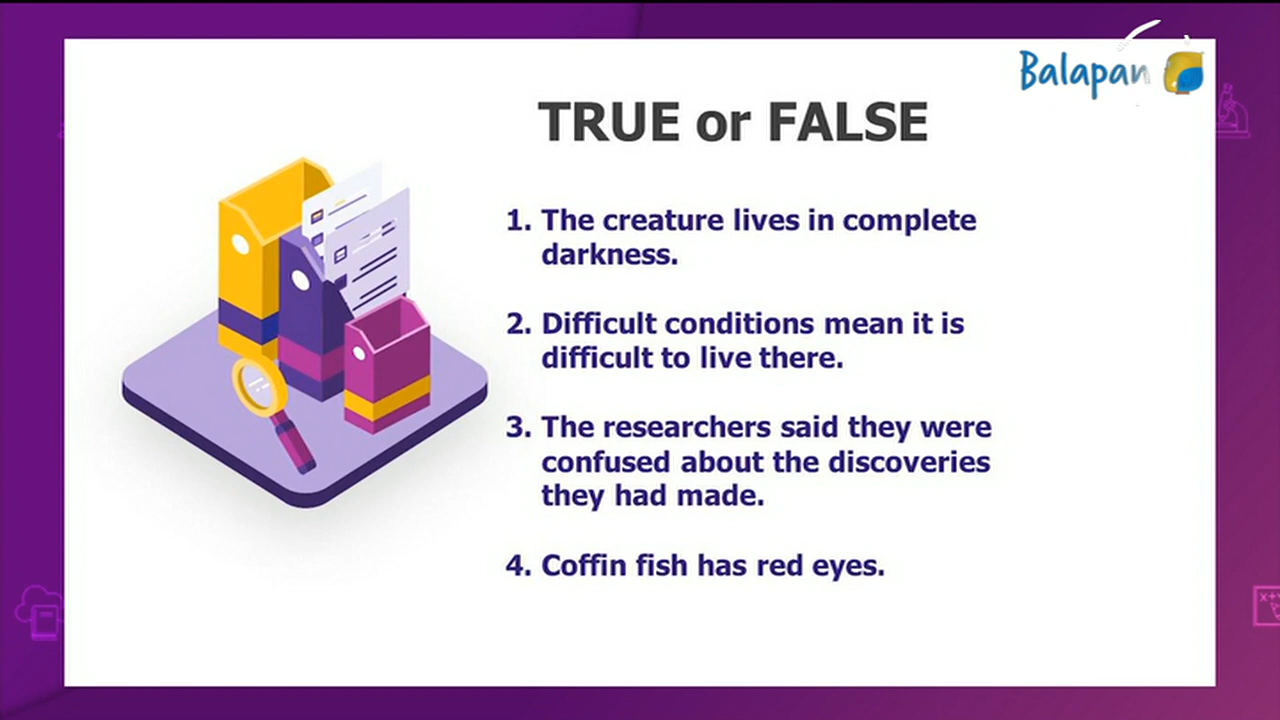 Balapan
TRUE or FALSE
1. The creature lives in complete
darkness.
2. Difficult conditions mean it is
difficult to live there.
3. The researchers said they were
confused about the discoveries
they had made.
4. Coffin fish has red eyes.